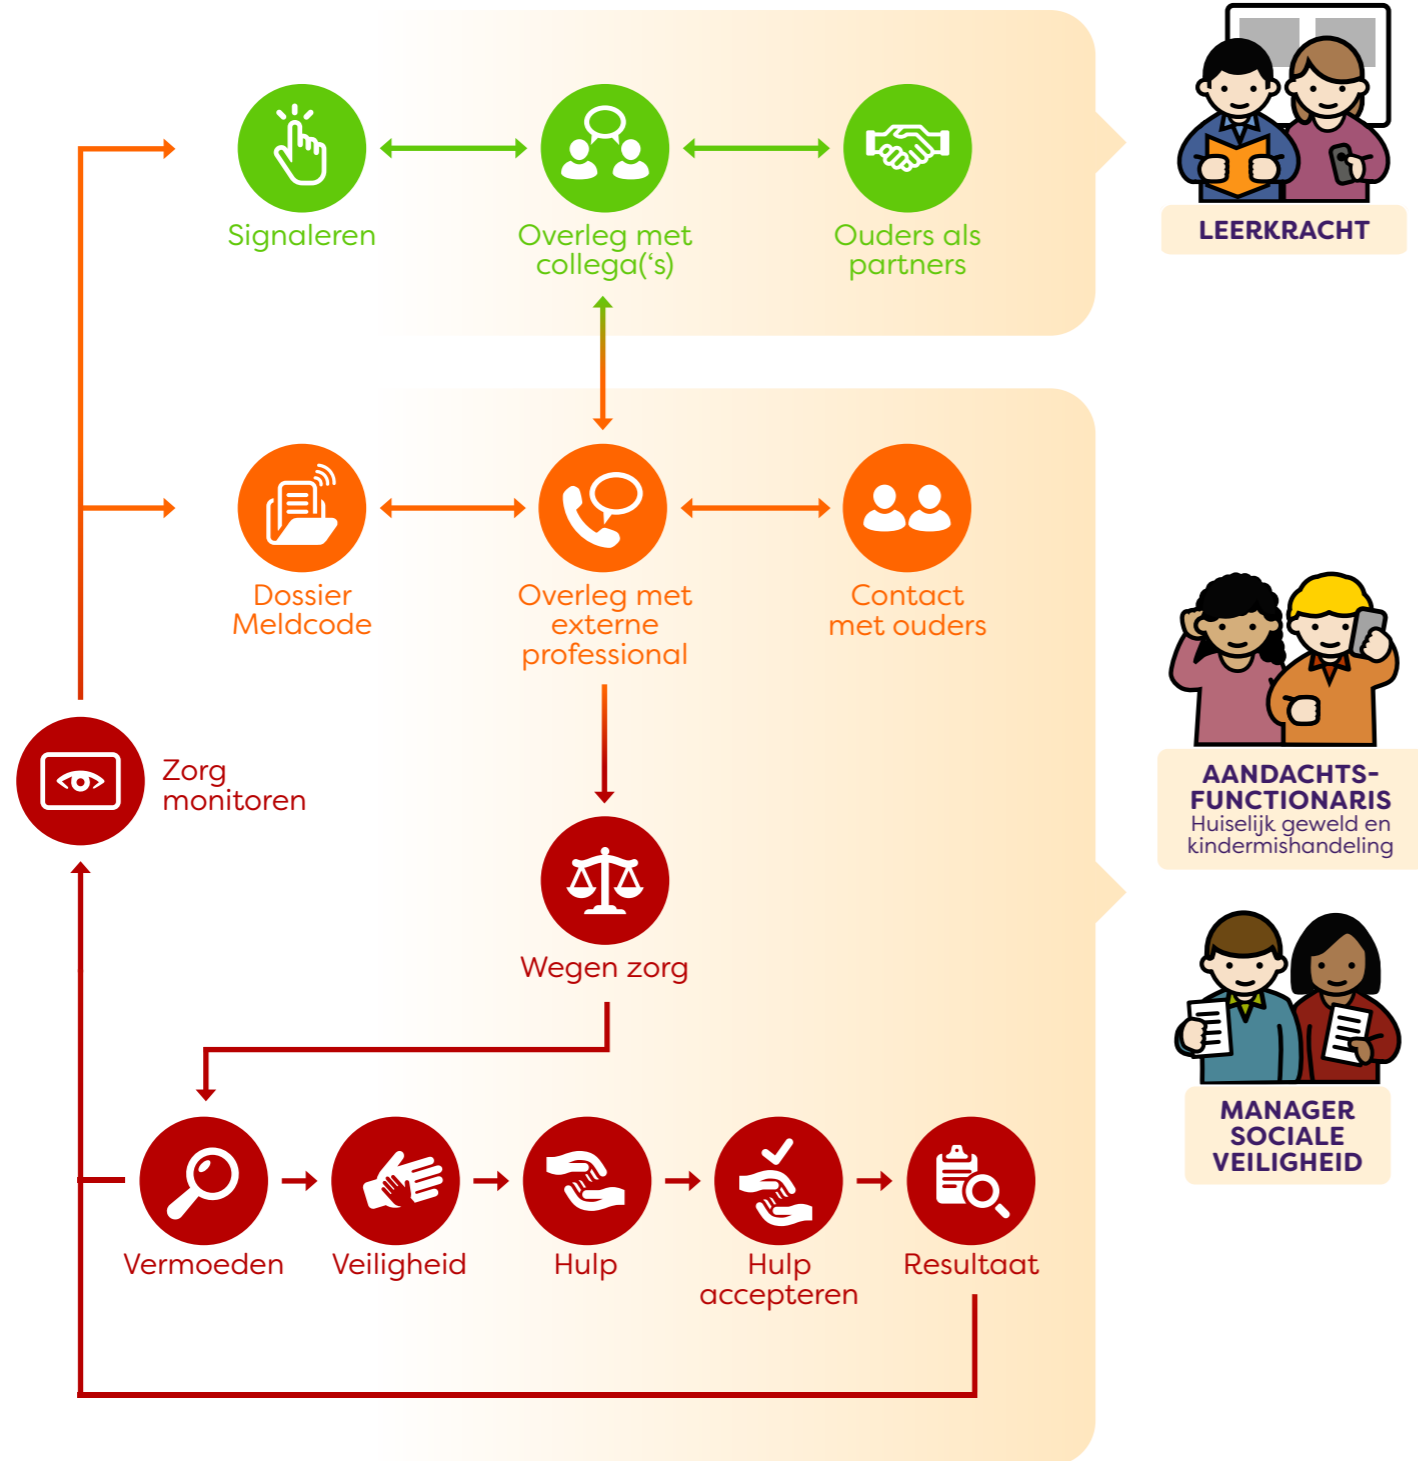 Signaleren
Overleg met
collega(‘s)
Ouders als
partners
LEERKRACHT
Dossier
Meldcode
Overleg met
externe
professional
Contact
met ouders
Zorg
monitoren
AANDACHTS-
FUNCTIONARIS
Huiselijk geweld en
kindermishandeling
Wegen zorg
MANAGER
SOCIALE
VEILIGHEID
Vermoeden
Veiligheid
Hulp
Hulp
accepteren
Resultaat